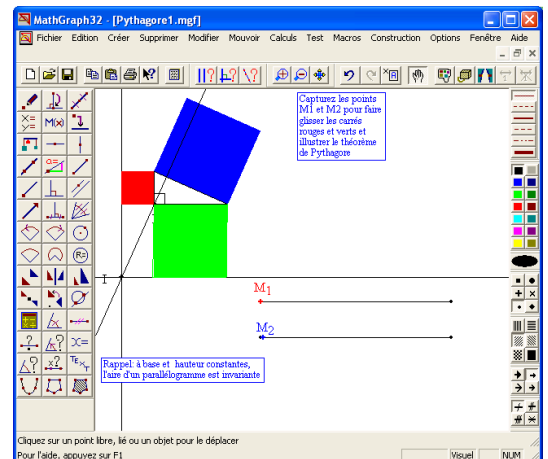 MathGraph32 - [Pythagore1.mgf]
Fichier Edition Créer Supprimer Modifier Mouvoir Calculs Test Macros Construction Options Fenêtre Aide
Capturez les points
M1 et M2 pour faire
glisser les carrés
rouges et verts et
illustrer le théorème
de Pythagore
M1
M2
Rappel: à base et hauteur constantes,
l'aire d'un parallélogramme est invariante
Cliquez sur un point libre, lié ou un objet pour le déplacer
Pour l'aide, appuyez sur F1 Visuel NUM